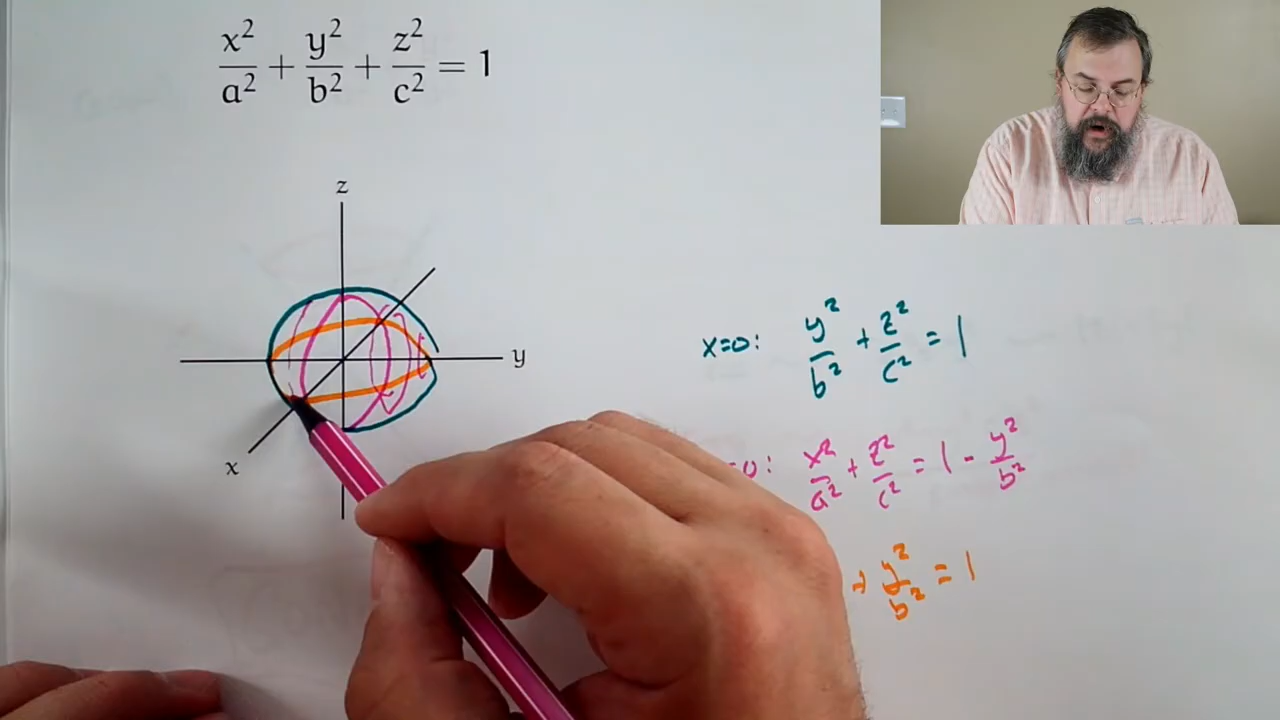 x²/a² + y²/b² + z²/c² = 1
z
y
x
x=0: y²/b² + z²/c² = 1
=0: x²/a² + z²/c² = 1 - y²/b²
+ y²/b² = 1